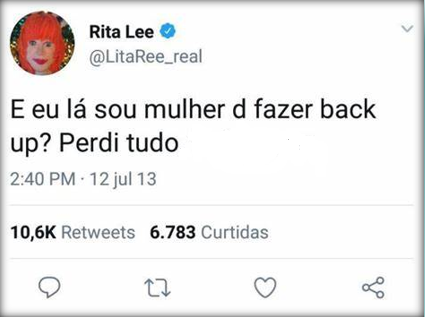 Rita Lee
@LitaRee_real
E eu lá sou mulher d fazer back
up? Perdi tudo
2:40 PM · 12 jul 13
10,6K Retweets 6.783 Curtidas